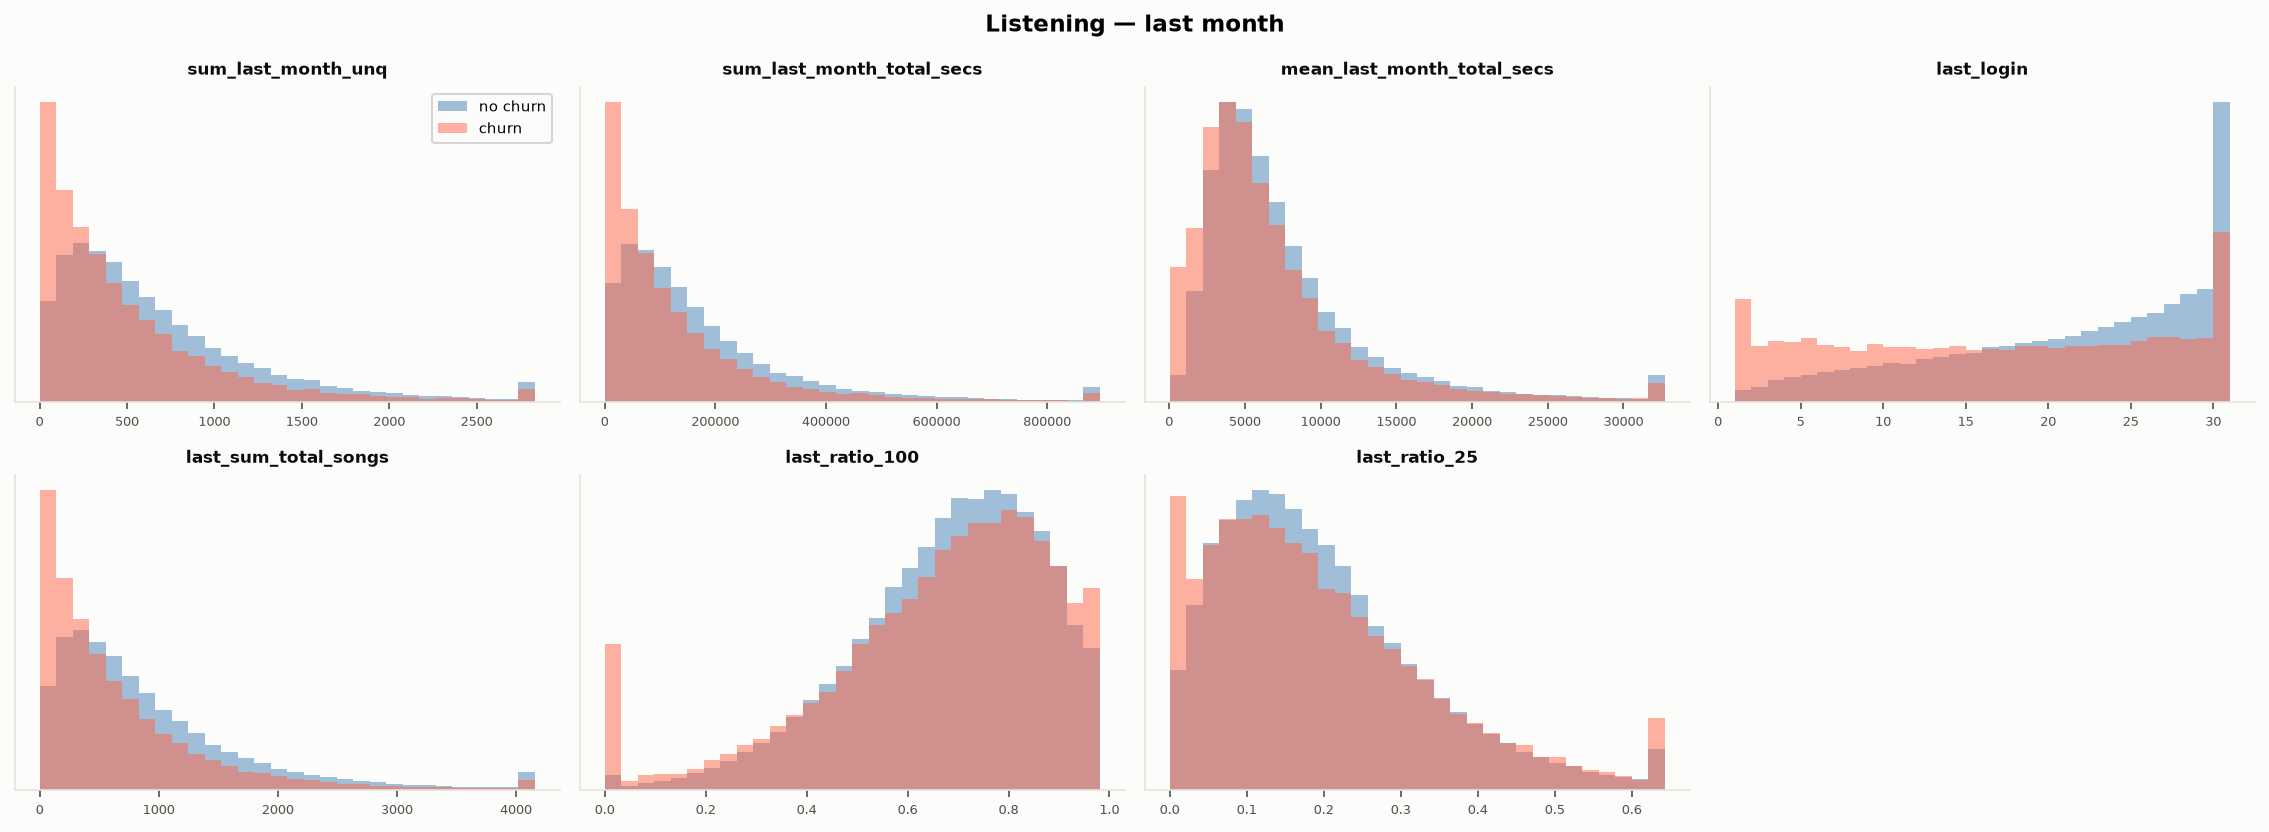 Listening — last month
sum_last_month_unq
no churn
churn
0 500 1000 1500 2000 2500
sum_last_month_total_secs
0 200000 400000 600000 800000
mean_last_month_total_secs
0 5000 10000 15000 20000 25000 30000
last_login
0 5 10 15 20 25 30
last_sum_total_songs
0 1000 2000 3000 4000
last_ratio_100
0.0 0.2 0.4 0.6 0.8 1.0
last_ratio_25
0.0 0.1 0.2 0.3 0.4 0.5 0.6